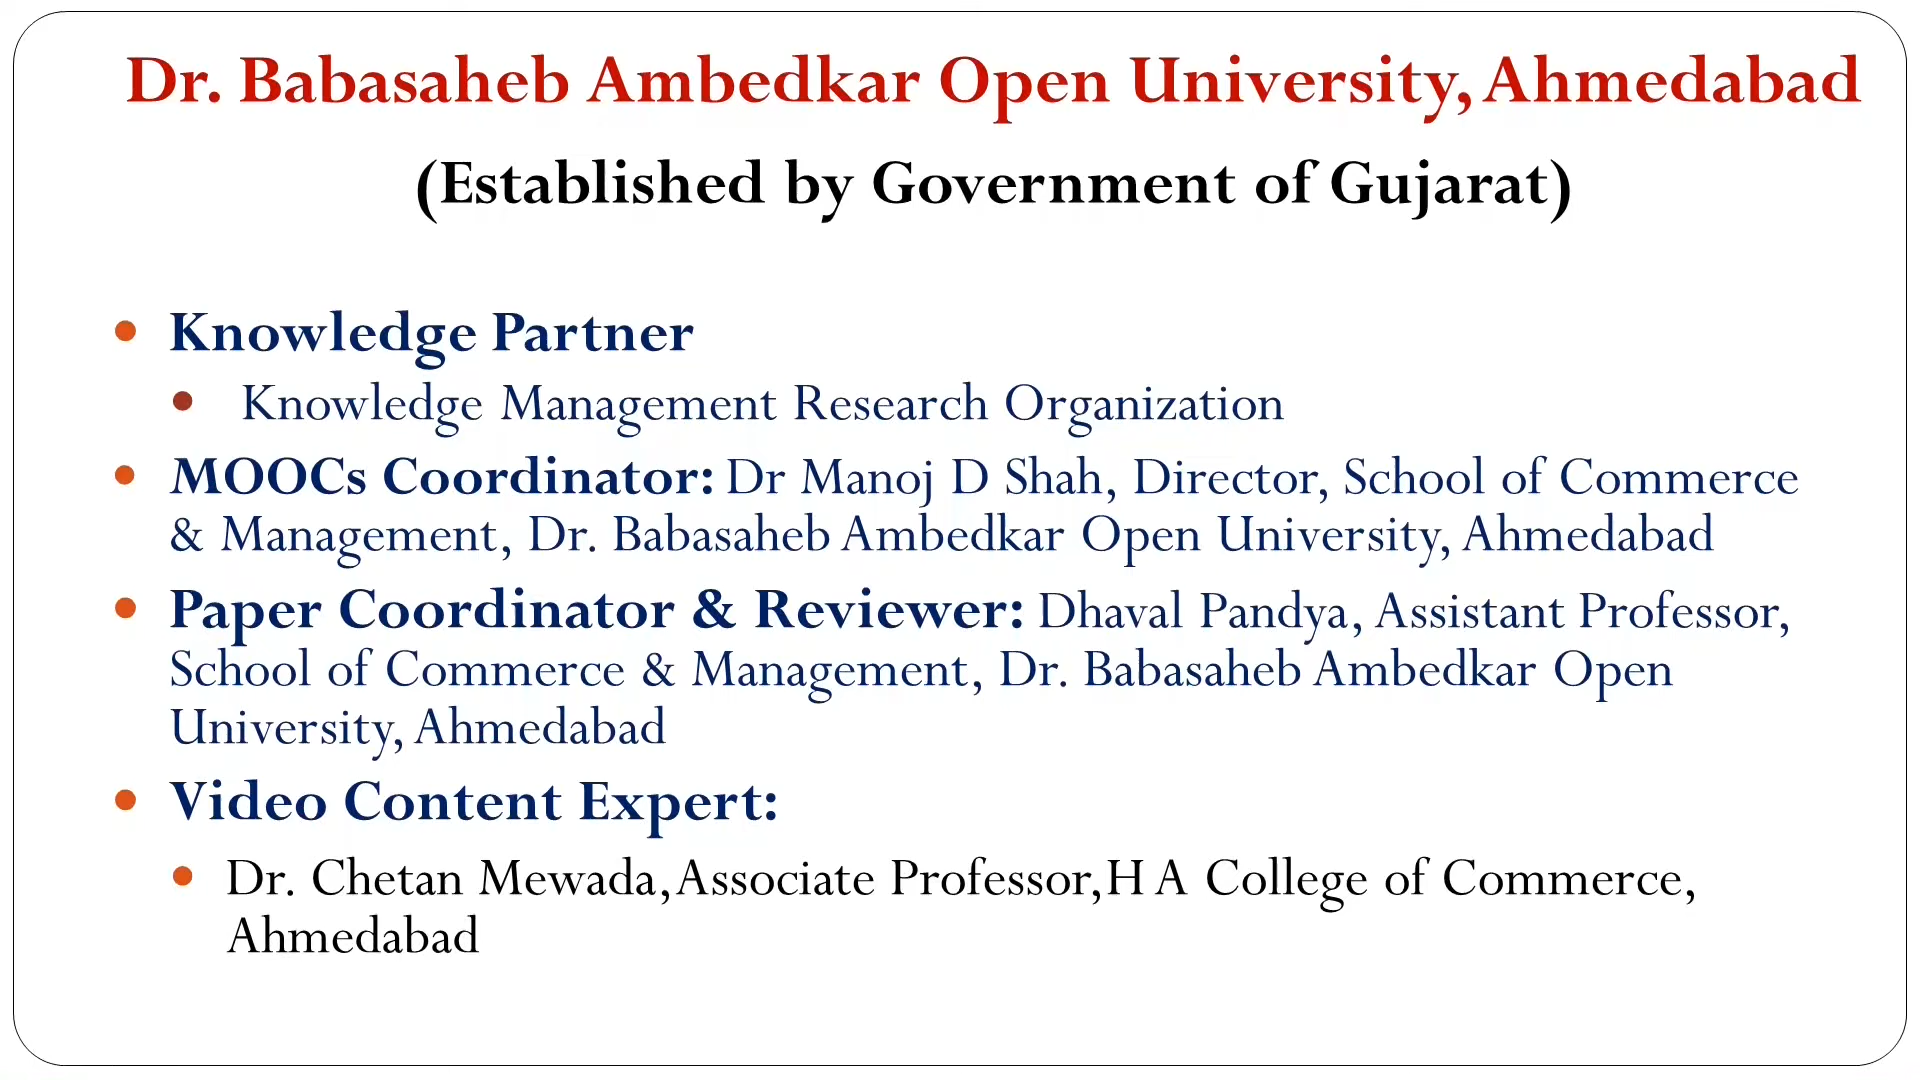 Dr. Babasaheb Ambedkar Open University, Ahmedabad
(Established by Government of Gujarat)
• Knowledge Partner
• Knowledge Management Research Organization
• MOOCs Coordinator: Dr Manoj D Shah, Director, School of Commerce
& Management, Dr. Babasaheb Ambedkar Open University, Ahmedabad
• Paper Coordinator & Reviewer: Dhaval Pandya, Assistant Professor,
School of Commerce & Management, Dr. Babasaheb Ambedkar Open
University, Ahmedabad
• Video Content Expert:
• Dr. Chetan Mewada, Associate Professor, H A College of Commerce,
Ahmedabad